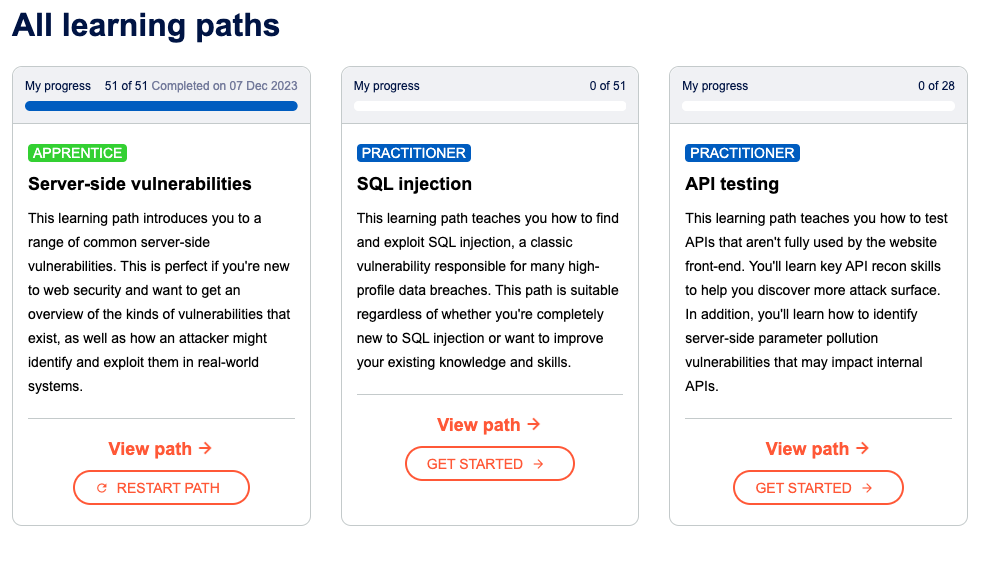 All learning paths
My progress 51 of 51 Completed on 07 Dec 2023
APPRENTICE
Server-side vulnerabilities
This learning path introduces you to a
range of common server-side
vulnerabilities. This is perfect if you're new
to web security and want to get an
overview of the kinds of vulnerabilities that
exist, as well as how an attacker might
identify and exploit them in real-world
systems.
View path →
RESTART PATH
My progress 0 of 51
PRACTITIONER
SQL injection
This learning path teaches you how to find
and exploit SQL injection, a classic
vulnerability responsible for many high-
profile data breaches. This path is suitable
regardless of whether you're completely
new to SQL injection or want to improve
your existing knowledge and skills.
View path →
GET STARTED →
My progress 0 of 28
PRACTITIONER
API testing
This learning path teaches you how to test
APIs that aren't fully used by the website
front-end. You'll learn key API recon skills
to help you discover more attack surface.
In addition, you'll learn how to identify
server-side parameter pollution
vulnerabilities that may impact internal
APIs.
View path →
GET STARTED →